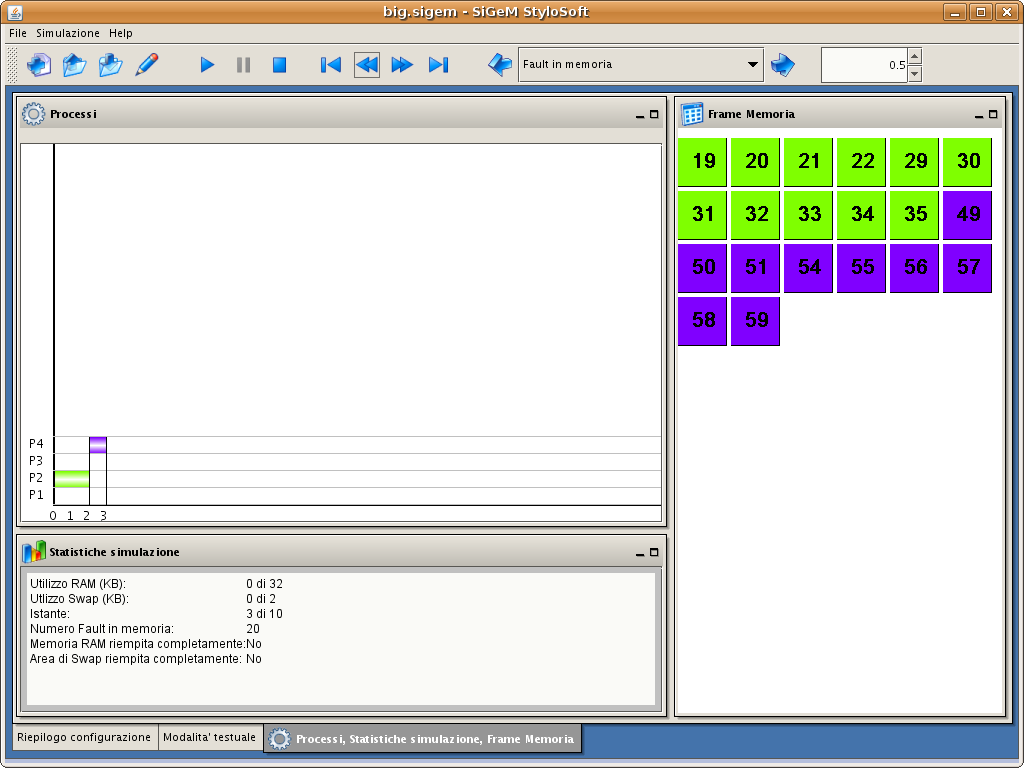 big.sigem - SiGeM StyloSoft
File Simulazione Help
Fault in memoria 0.5
Processi
P4
P3
P2
P1
0 1 2 3
Statistiche simulazione
Utilizzo RAM (KB): 0 di 32
Utlizzo Swap (KB): 0 di 2
Istante: 3 di 10
Numero Fault in memoria: 20
Memoria RAM riempita completamente:No
Area di Swap riempita completamente: No
Frame Memoria
19 20 21 22 29 30
31 32 33 34 35 49
50 51 54 55 56 57
58 59
Riepilogo configurazione Modalita' testuale Processi, Statistiche simulazione, Frame Memoria